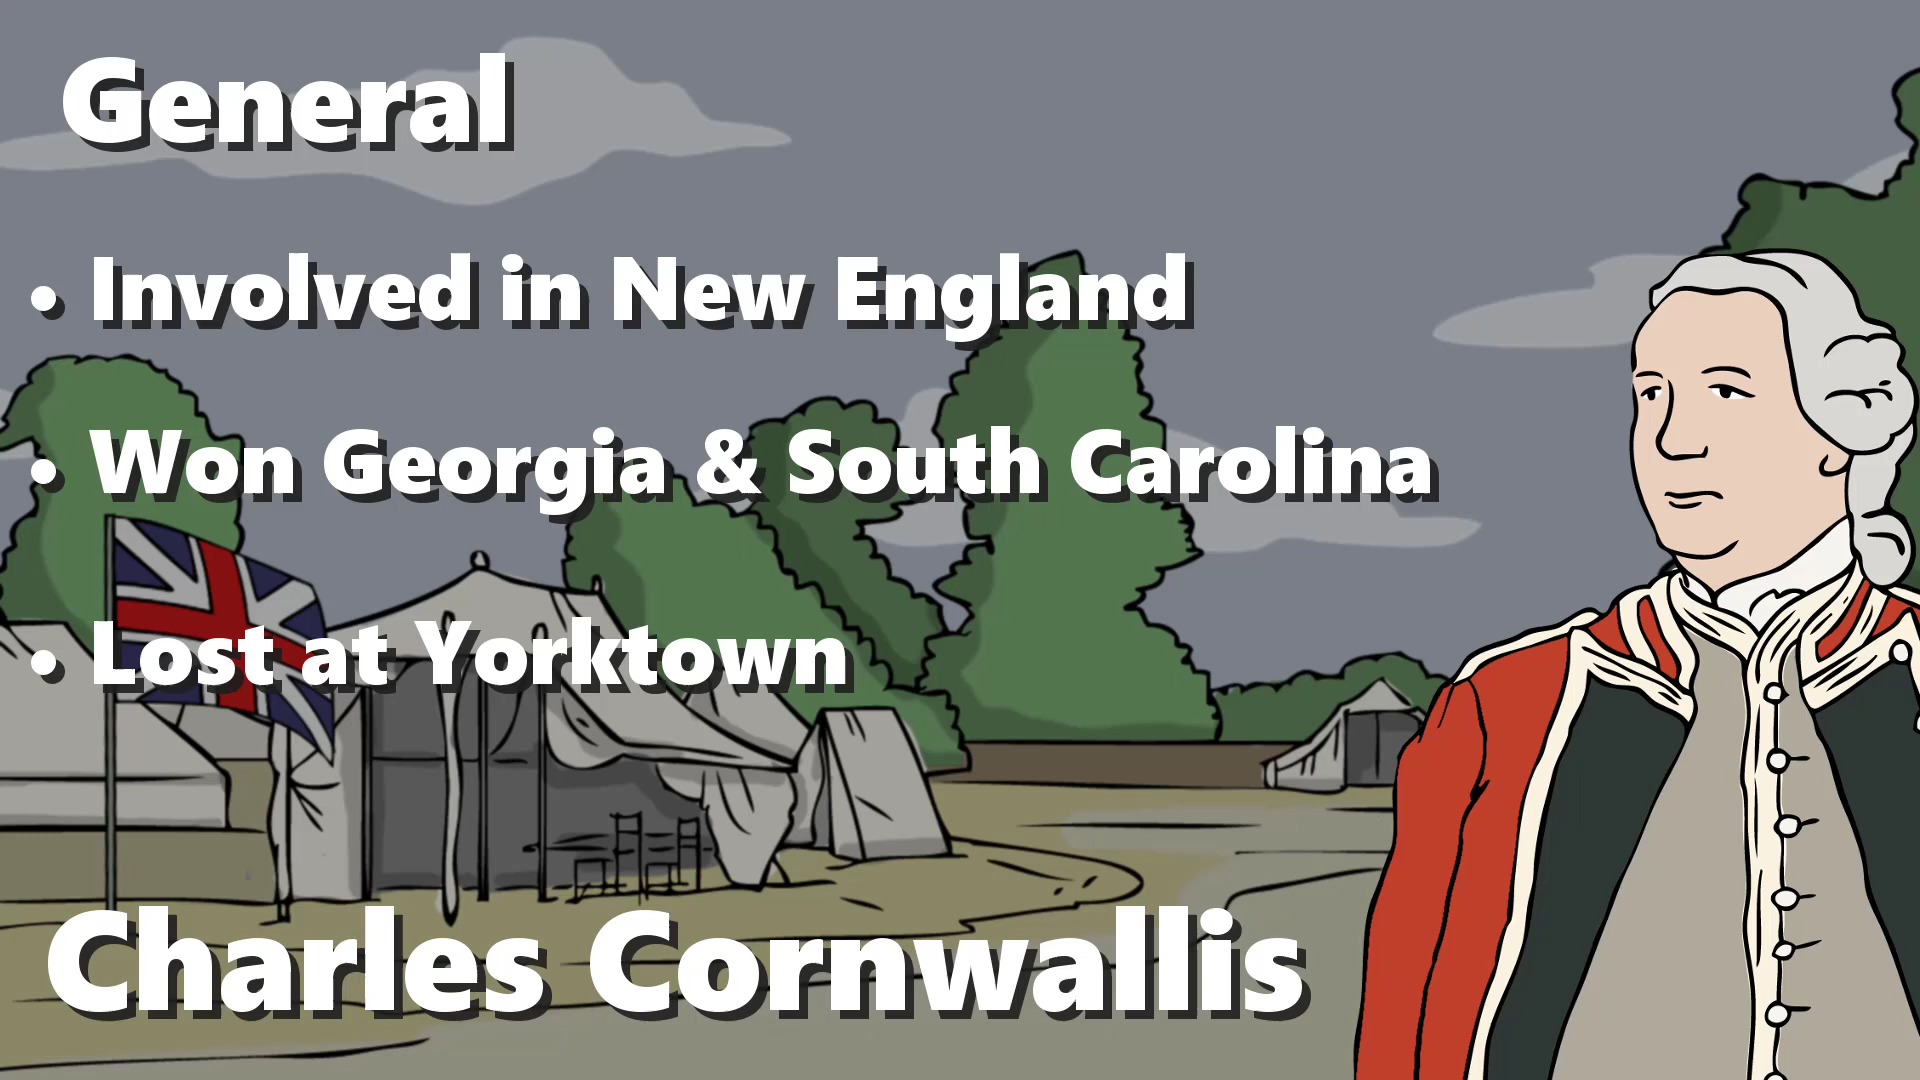 General
• Involved in New England
• Won Georgia & South Carolina
• Lost at Yorktown
Charles Cornwallis